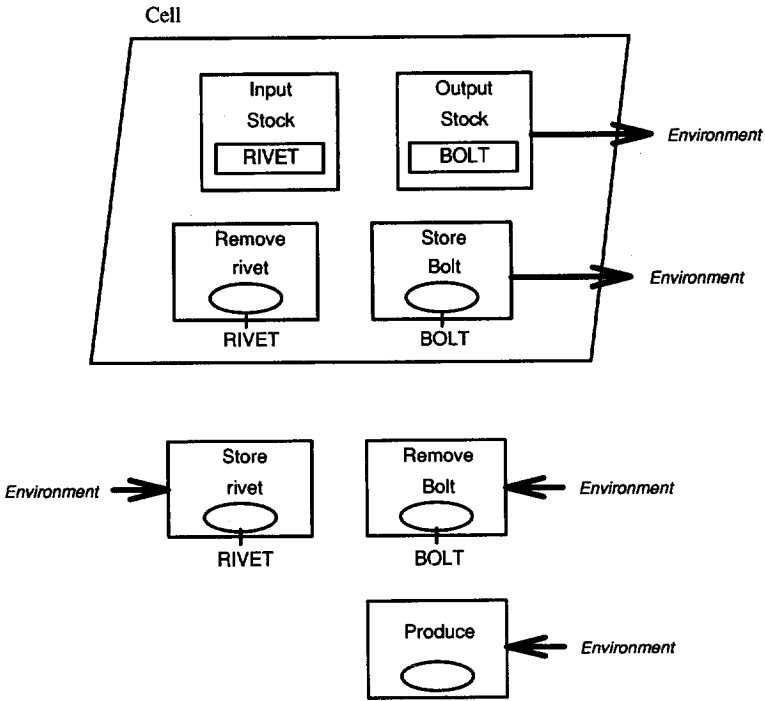 Cell
Input
Stock
RIVET
Output
Stock
BOLT
Environment
Remove
rivet
RIVET
Store
Bolt
BOLT
Environment
Environment
Store
rivet
RIVET
Remove
Bolt
BOLT
Environment
Produce
Environment